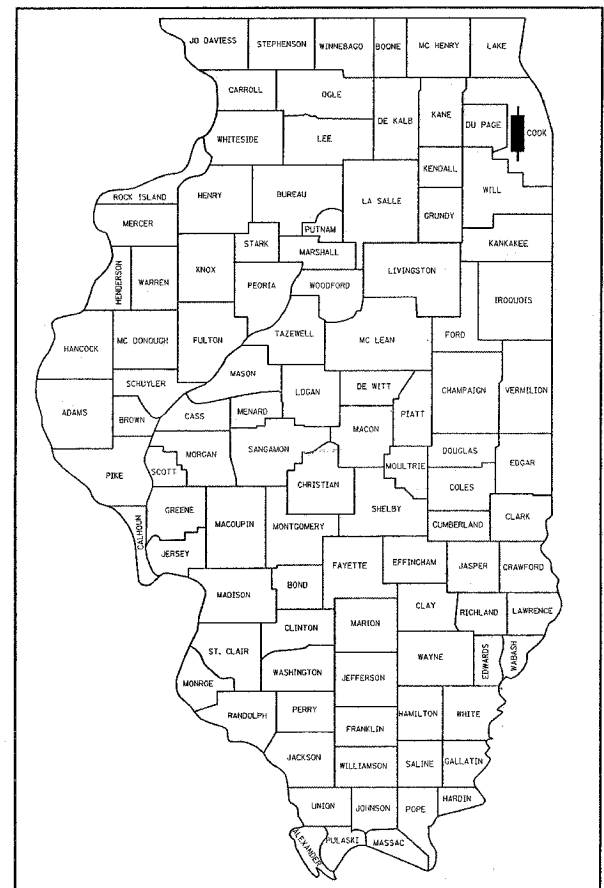 JO DAVIESS
STEPHENSON
WINNEBAGO
BOONE
MC HENRY
LAKE
CARROLL
OGLE
DE KALB
KANE
DU PAGE
COOK
WHITESIDE
LEE
KENDALL
WILL
ROCK ISLAND
HENRY
BUREAU
LA SALLE
GRUNDY
MERCER
PUTNAM
KANKAKEE
STARK
MARSHALL
HENDERSON
WARREN
KNOX
PEORIA
WOODFORD
LIVINGSTON
IROQUOIS
HANCOCK
MC DONOUGH
FULTON
TAZEWELL
MC LEAN
FORD
SCHUYLER
MASON
LOGAN
DE WITT
CHAMPAIGN
VERMILION
ADAMS
BROWN
CASS
MENARD
MACON
PIATT
SANGAMON
MORGAN
DOUGLAS
EDGAR
PIKE
SCOTT
CHRISTIAN
MOULTRIE
COLES
SHELBY
GREENE
MACOUPIN
MONTGOMERY
CUMBERLAND
CLARK
CALHOUN
JERSEY
FAYETTE
EFFINGHAM
JASPER
CRAWFORD
MADISON
BOND
CLAY
RICHLAND
LAWRENCE
CLINTON
MARION
ST. CLAIR
WAYNE
EDWARDS
WABASH
WASHINGTON
JEFFERSON
MONROE
RANDOLPH
PERRY
HAMILTON
WHITE
FRANKLIN
JACKSON
WILLIAMSON
SALINE
GALLATIN
UNION
JOHNSON
POPE
HARDIN
ALEXANDER
PULASKI
MASSAC